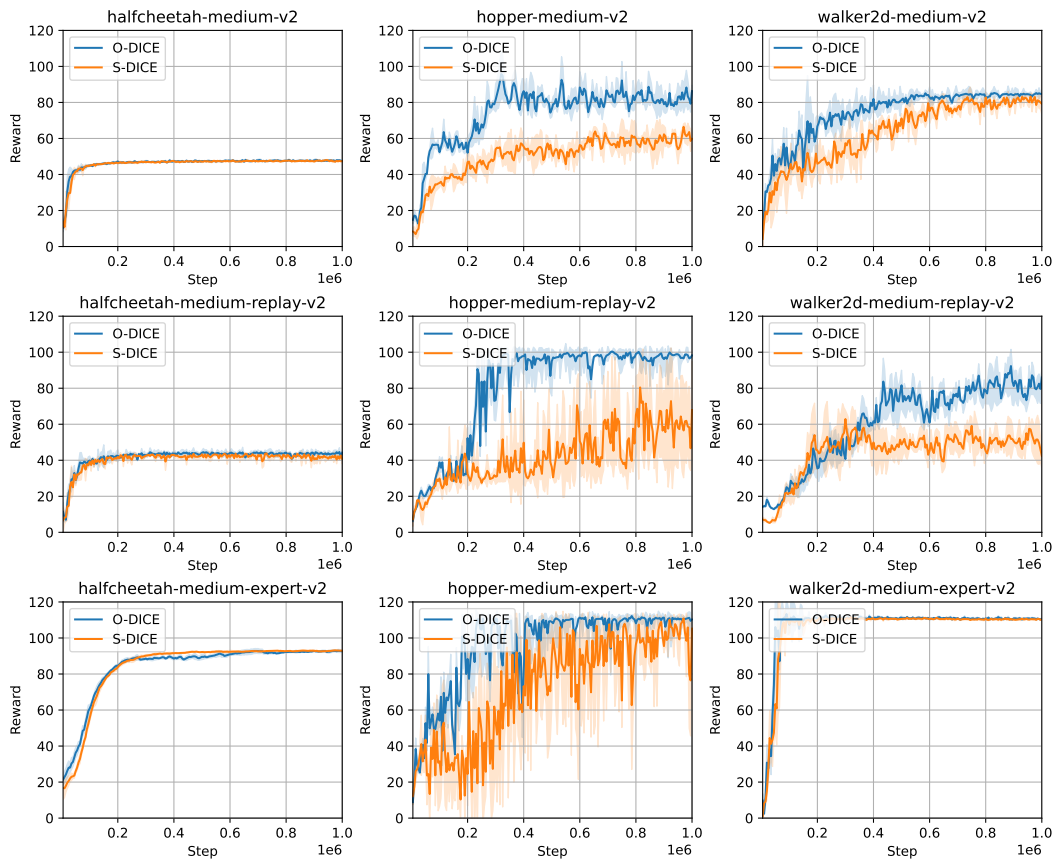 halfcheetah-medium-v2
120
100
80
60
40
20
0
Reward
O-DICE
S-DICE
0.2
0.4
0.6
0.8
1.0
1e6
Step
hopper-medium-v2
120
100
80
60
40
20
0
Reward
O-DICE
S-DICE
0.2
0.4
0.6
0.8
1.0
1e6
Step
walker2d-medium-v2
120
100
80
60
40
20
0
Reward
O-DICE
S-DICE
0.2
0.4
0.6
0.8
1.0
1e6
Step
halfcheetah-medium-replay-v2
120
100
80
60
40
20
0
Reward
O-DICE
S-DICE
0.2
0.4
0.6
0.8
1.0
1e6
Step
hopper-medium-replay-v2
120
100
80
60
40
20
0
Reward
O-DICE
S-DICE
0.2
0.4
0.6
0.8
1.0
1e6
Step
walker2d-medium-replay-v2
120
100
80
60
40
20
0
Reward
O-DICE
S-DICE
0.2
0.4
0.6
0.8
1.0
1e6
Step
halfcheetah-medium-expert-v2
120
100
80
60
40
20
0
Reward
O-DICE
S-DICE
0.2
0.4
0.6
0.8
1.0
1e6
Step
hopper-medium-expert-v2
120
100
80
60
40
20
0
Reward
O-DICE
S-DICE
0.2
0.4
0.6
0.8
1.0
1e6
Step
walker2d-medium-expert-v2
120
100
80
60
40
20
0
Reward
O-DICE
S-DICE
0.2
0.4
0.6
0.8
1.0
1e6
Step